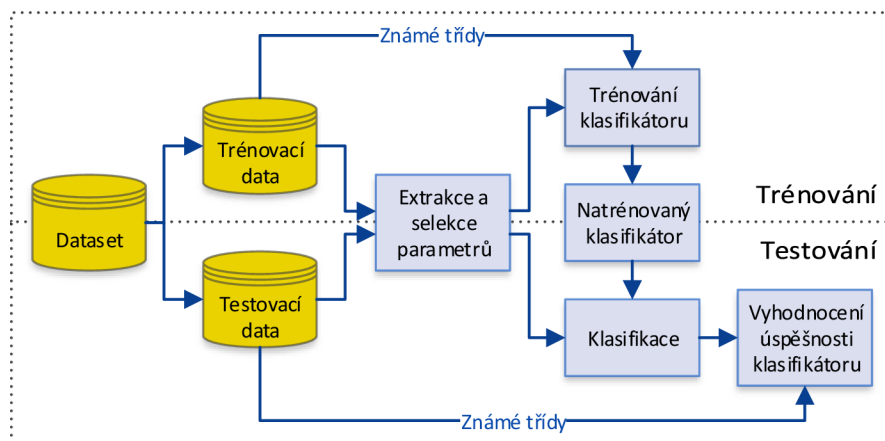 Známé třídy
Trénovací
data
Trénování
klasifikátoru
Dataset
Extrakce a
selekce
parametrů
Natrénovaný
klasifikátor
Trénování
Testování
Testovací
data
Klasifikace
Vyhodnocení
úspěšnosti
klasifikátoru
Známé třídy